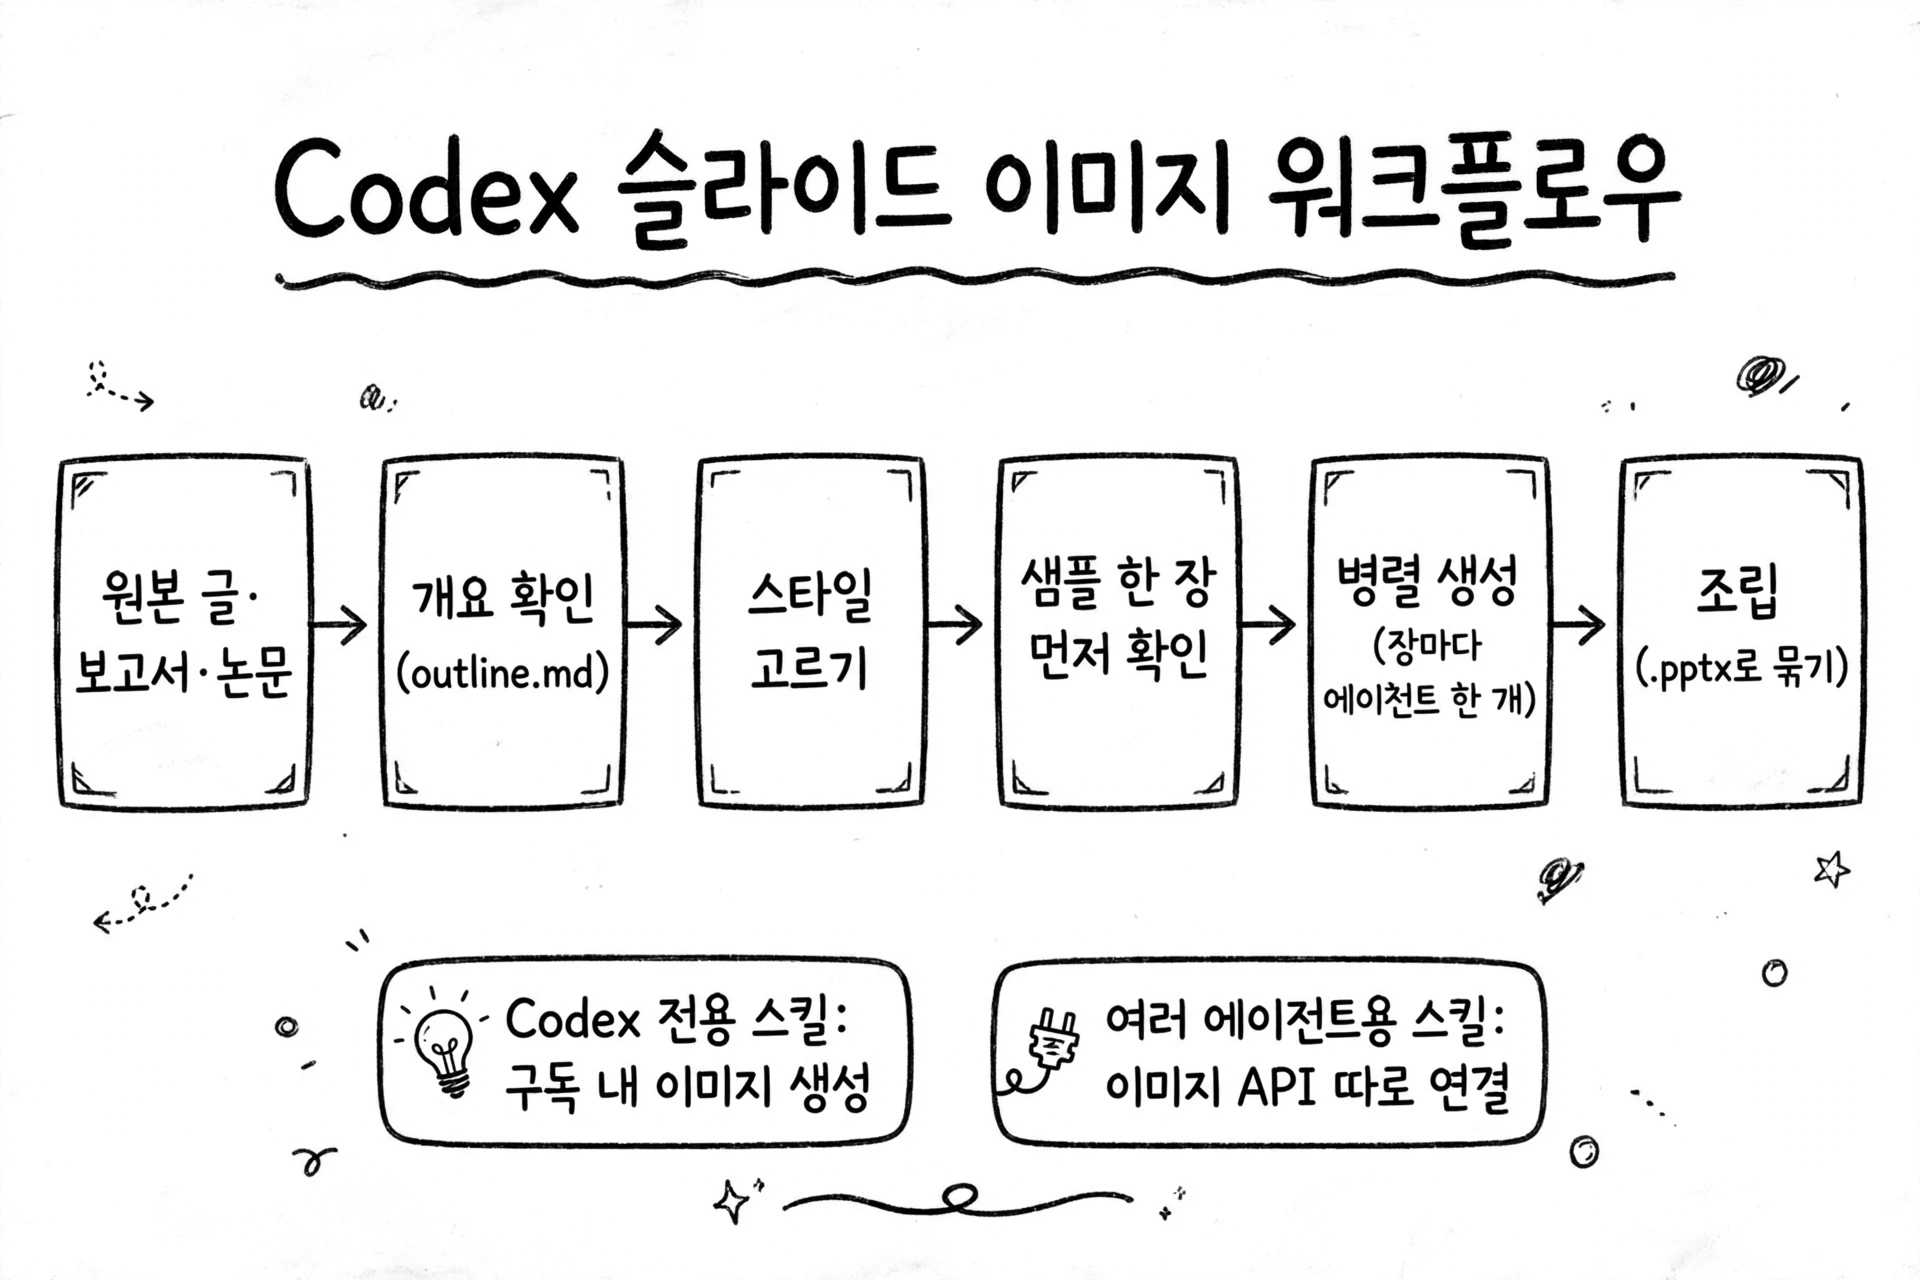 Codex 슬라이드 이미지 워크플로우
원본 글·
보고서·논문
개요 확인
(outline.md)
스타일
고르기
샘플 한 장
먼저 확인
병렬 생성
(장마다
에이천트 한 개)
조립
(.pptx로 묶기)
Codex 전용 스킬:
구독 내 이미지 생성
여러 에이전트용 스킬:
이미지 API 따로 연결